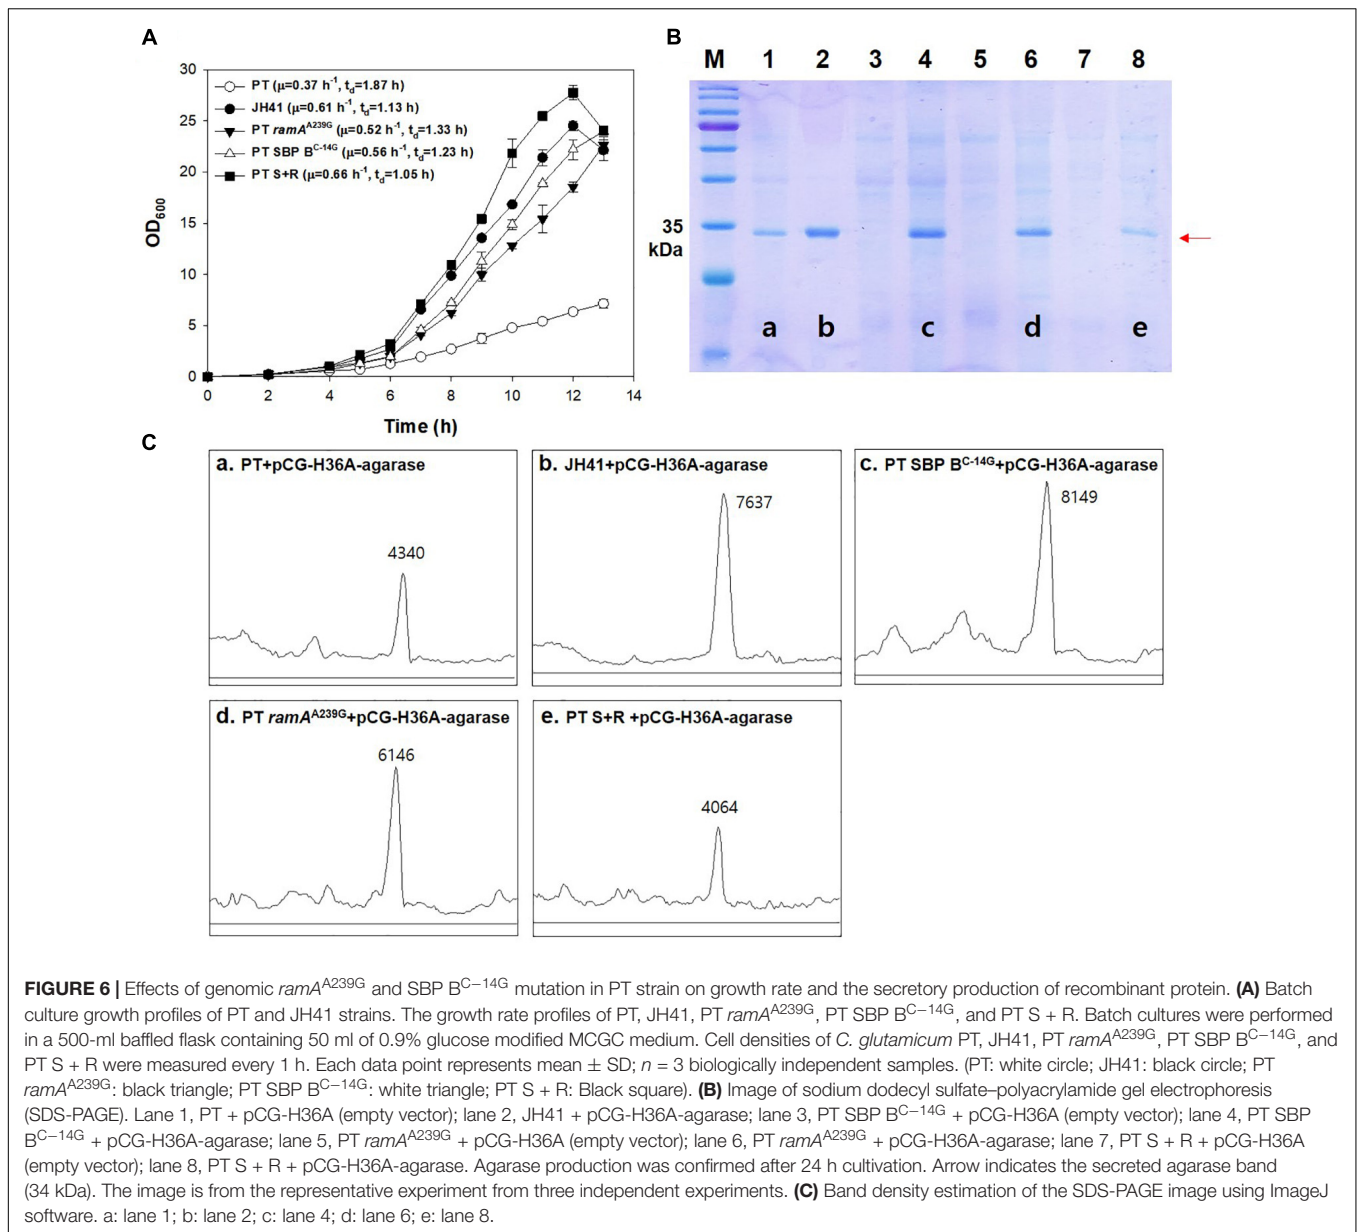 A
30
25
20
15
10
5
0
OD600
0 2 4 6 8 10 12 14
Time (h)
PT (μ=0.37 h-1, td=1.87 h)
JH41 (μ=0.61 h-1, td=1.13 h)
PT ramAA239G (μ=0.52 h-1, td=1.33 h)
PT SBP BC-14G (μ=0.56 h-1, td=1.23 h)
PT S+R (μ=0.66 h-1, td=1.05 h)
B
M 1 2 3 4 5 6 7 8
35
kDa
a b c d e
C
a. PT+pCG-H36A-agarase
4340
b. JH41+pCG-H36A-agarase
7637
c. PT SBP BC-14G+pCG-H36A-agarase
8149
d. PT ramAA239G+pCG-H36A-agarase
6146
e. PT S+R +pCG-H36A-agarase
4064
FIGURE 6 | Effects of genomic ramAA239G and SBP BC−14G mutation in PT strain on growth rate and the secretory production of recombinant protein. (A) Batch
culture growth profiles of PT and JH41 strains. The growth rate profiles of PT, JH41, PT ramAA239G, PT SBP BC−14G, and PT S + R. Batch cultures were performed
in a 500-ml baffled flask containing 50 ml of 0.9% glucose modified MCGC medium. Cell densities of C. glutamicum PT, JH41, PT ramAA239G, PT SBP BC−14G, and
PT S + R were measured every 1 h. Each data point represents mean ± SD; n = 3 biologically independent samples. (PT: white circle; JH41: black circle; PT
ramAA239G: black triangle; PT SBP BC−14G: white triangle; PT S + R: Black square). (B) Image of sodium dodecyl sulfate–polyacrylamide gel electrophoresis
(SDS-PAGE). Lane 1, PT + pCG-H36A (empty vector); lane 2, JH41 + pCG-H36A-agarase; lane 3, PT SBP BC−14G + pCG-H36A (empty vector); lane 4, PT SBP
BC−14G + pCG-H36A-agarase; lane 5, PT ramAA239G + pCG-H36A (empty vector); lane 6, PT ramAA239G + pCG-H36A-agarase; lane 7, PT S + R + pCG-H36A
(empty vector); lane 8, PT S + R + pCG-H36A-agarase. Agarase production was confirmed after 24 h cultivation. Arrow indicates the secreted agarase band
(34 kDa). The image is from the representative experiment from three independent experiments. (C) Band density estimation of the SDS-PAGE image using ImageJ
software. a: lane 1; b: lane 2; c: lane 4; d: lane 6; e: lane 8.